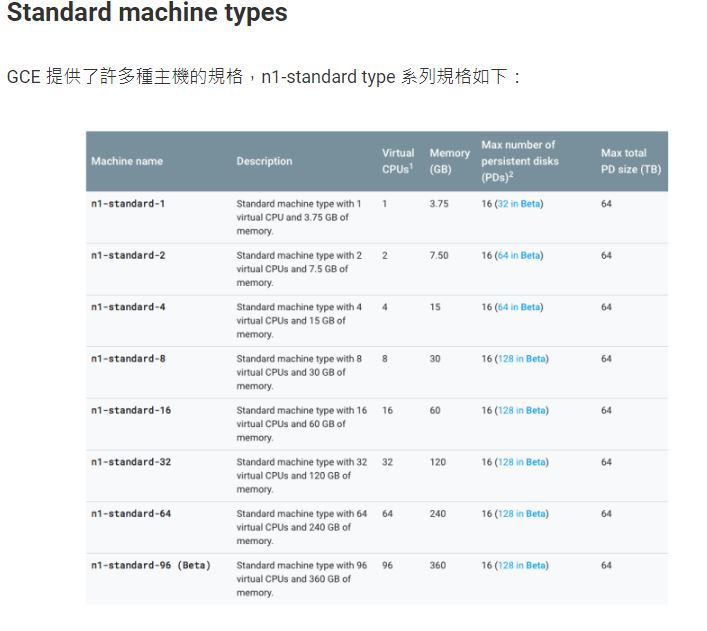 Standard machine types
GCE 提供了許多種主機的規格，n1-standard type 系列規格如下：
Machine name Description Virtual CPUs1 Memory (GB) Max number of persistent disks (PDs)2 Max total PD size (TB)
n1-standard-1 Standard machine type with 1 virtual CPU and 3.75 GB of memory. 1 3.75 16 (32 in Beta) 64
n1-standard-2 Standard machine type with 2 virtual CPUs and 7.5 GB of memory. 2 7.50 16 (64 in Beta) 64
n1-standard-4 Standard machine type with 4 virtual CPUs and 15 GB of memory. 4 15 16 (64 in Beta) 64
n1-standard-8 Standard machine type with 8 virtual CPUs and 30 GB of memory. 8 30 16 (128 in Beta) 64
n1-standard-16 Standard machine type with 16 virtual CPUs and 60 GB of memory. 16 60 16 (128 in Beta) 64
n1-standard-32 Standard machine type with 32 virtual CPUs and 120 GB of memory. 32 120 16 (128 in Beta) 64
n1-standard-64 Standard machine type with 64 virtual CPUs and 240 GB of memory. 64 240 16 (128 in Beta) 64
n1-standard-96 (Beta) Standard machine type with 96 virtual CPUs and 360 GB of memory. 96 360 16 (128 in Beta) 64